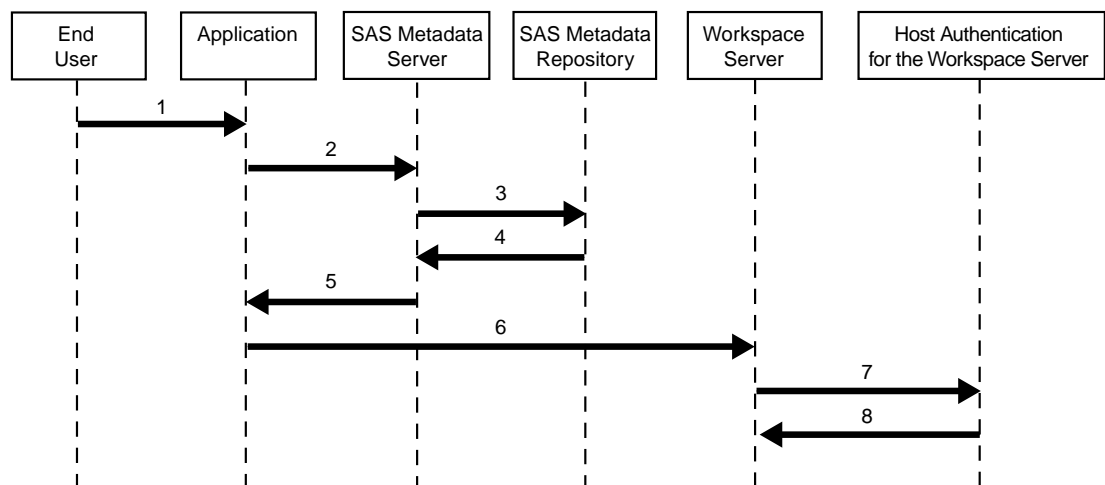 End
User
Application
SAS Metadata
Server
SAS Metadata
Repository
Workspace
Server
Host Authentication
for the Workspace Server
1
2
3
4
5
6
7
8